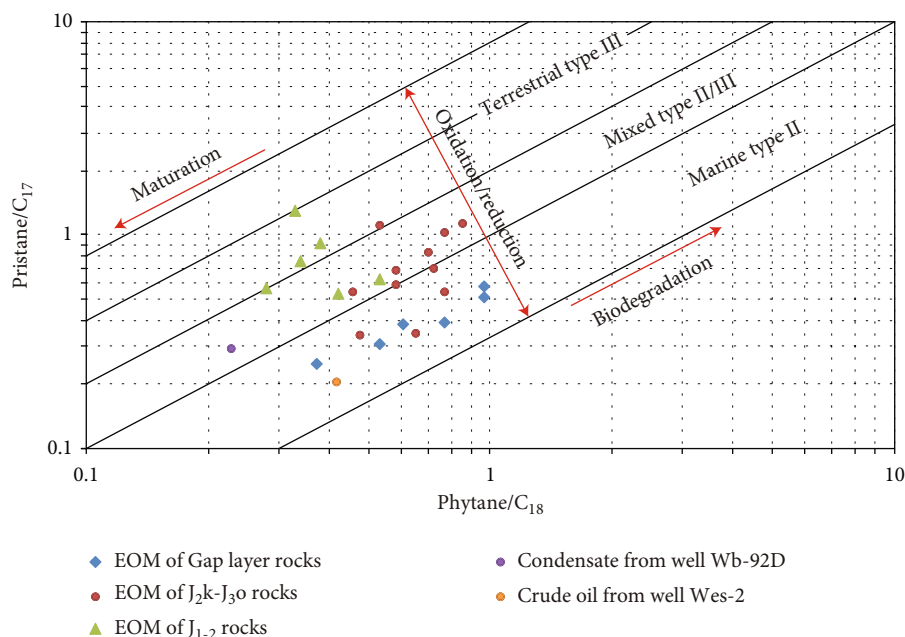 10
Terrestrial type III
Mixed type II/III
Oxidation/reduction
Marine type II
Maturation
Pristane/C17
1
Biodegradation
0.1
0.1
1
10
Phytane/C18
EOM of Gap layer rocks
Condensate from well Wb-92D
EOM of J2k-J3o rocks
Crude oil from well Wes-2
EOM of J1-2 rocks